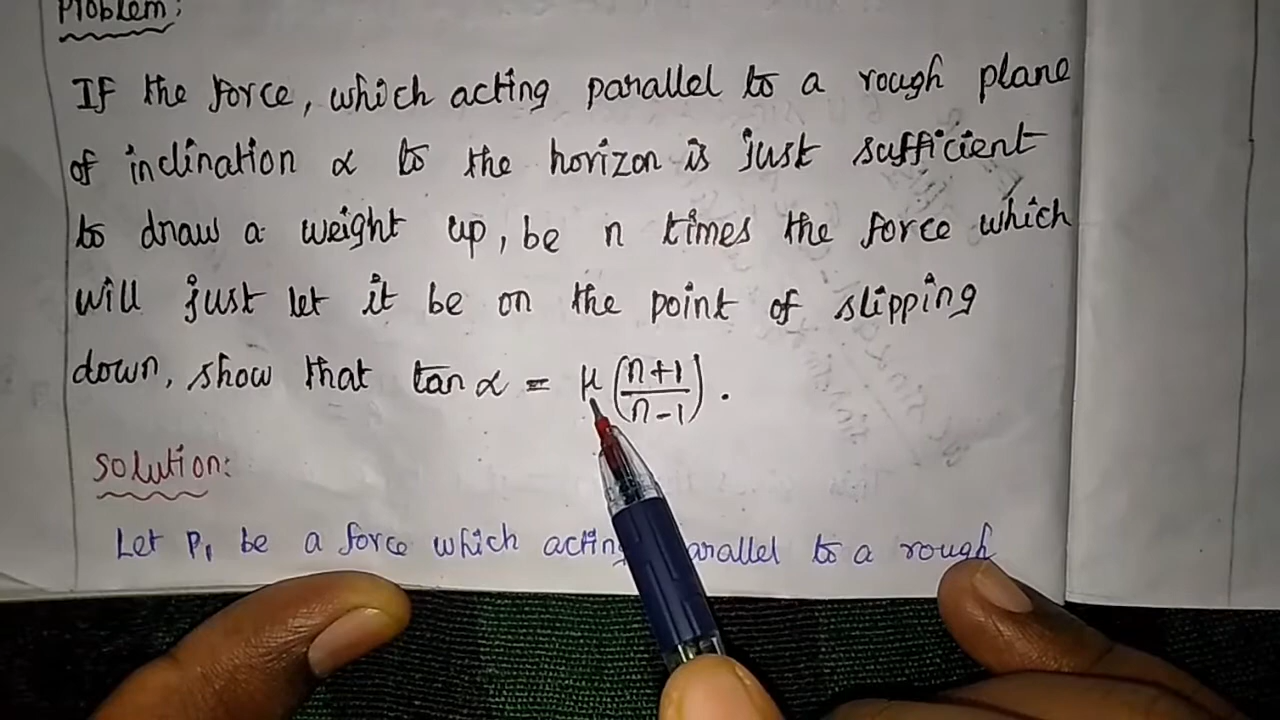 Problem:
If the force, which acting parallel to a rough plane
of inclination α to the horizon is just sufficient
to draw a weight up, be n times the force which
will just let it be on the point of slipping
down, show that tan α = μ (n+1/n-1).
Solution:
Let P₁ be a force which acting parallel to a rough